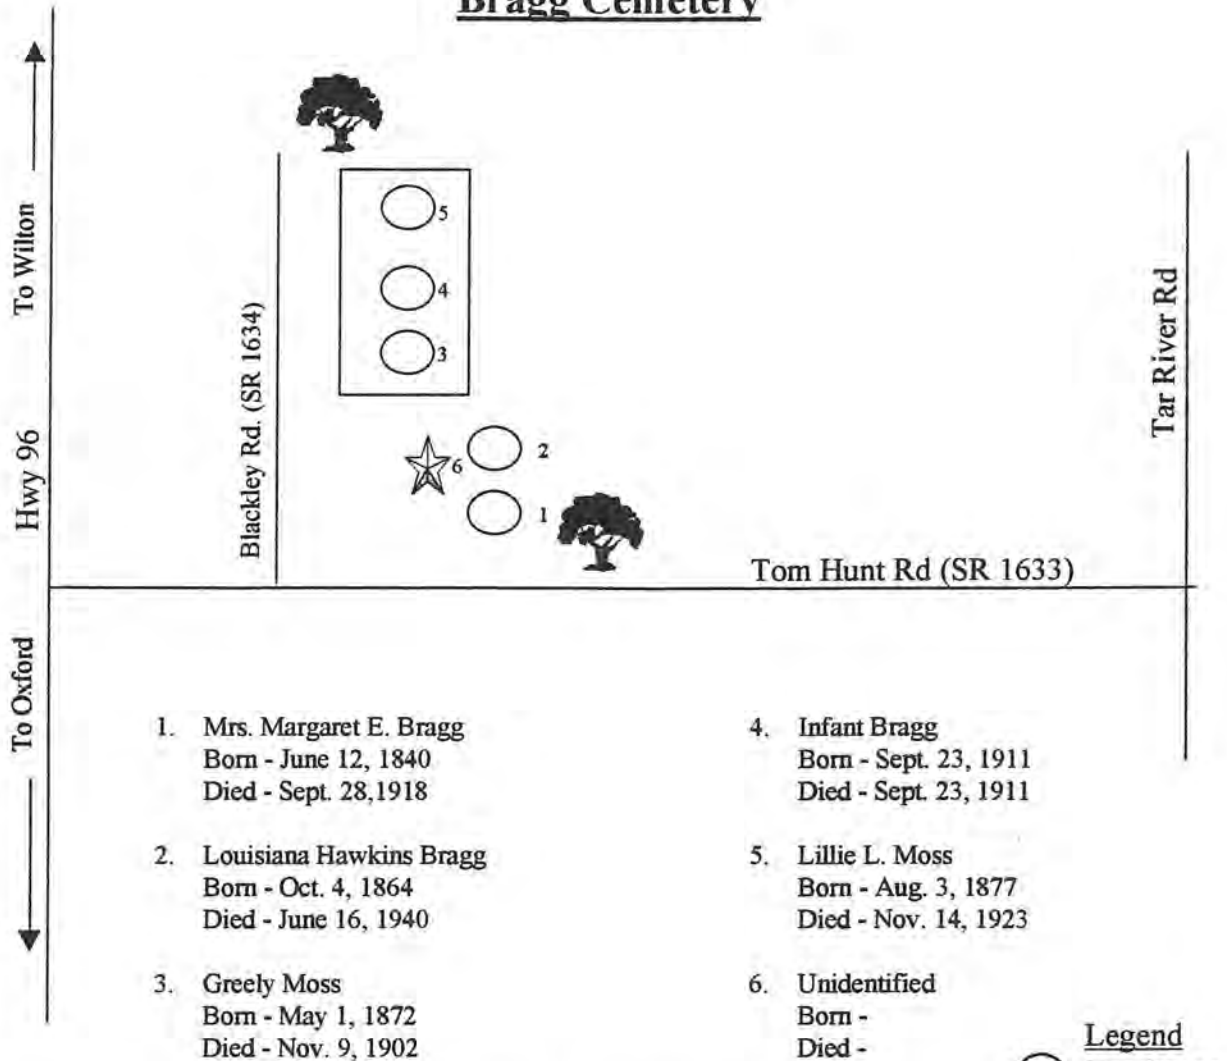 Bragg Cemetery
To Wilton
Hwy 96
To Oxford
Blackley Rd. (SR 1634)
5
4
3
6
2
1
Tar River Rd
Tom Hunt Rd (SR 1633)
1. Mrs. Margaret E. Bragg
Born - June 12, 1840
Died - Sept. 28,1918
2. Louisiana Hawkins Bragg
Born - Oct. 4, 1864
Died - June 16, 1940
3. Greely Moss
Born - May 1, 1872
Died - Nov. 9, 1902
4. Infant Bragg
Born - Sept. 23, 1911
Died - Sept. 23, 1911
5. Lillie L. Moss
Born - Aug. 3, 1877
Died - Nov. 14, 1923
6. Unidentified
Born -
Died -
Legend